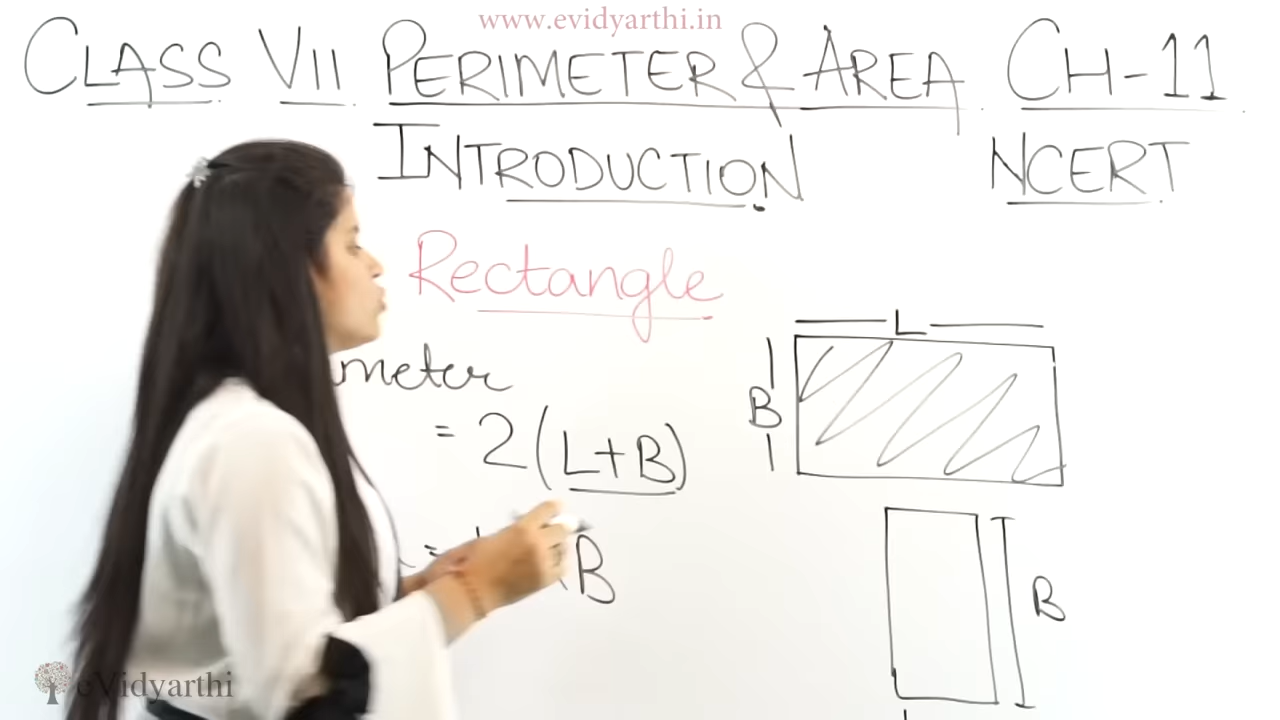 www.evidyarthi.in
CLASS VII PERIMETER & AREA CH-11
INTRODUCTION NCERT
Rectangle
L
meter
B
= 2 (L+B)
= B
B
eVidyarthi